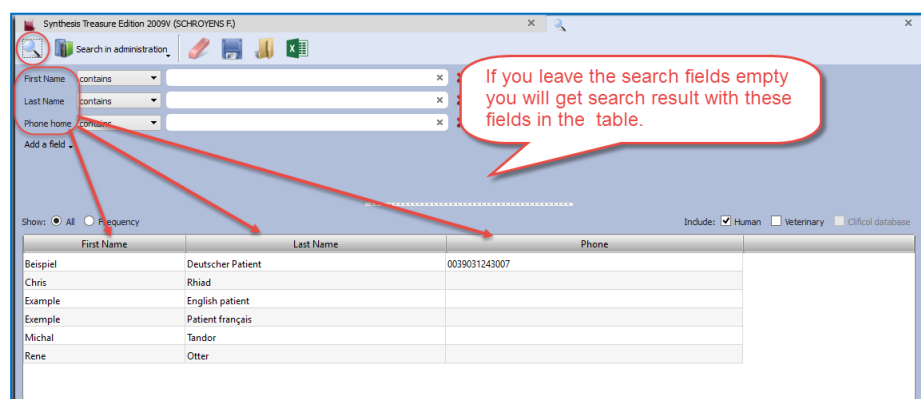 Synthesis Treasure Edition 2009V (SCHROYENS F.)
Search in administration
First Name contains
Last Name contains
Phone home contains
Add a field
If you leave the search fields empty
you will get search result with these
fields in the table.
Show: All Frequency Include: Human Veterinary Clificol database
First Name Last Name Phone
Beispiel Deutscher Patient 0039031243007
Chris Rhiad
Example English patient
Exemple Patient français
Michal Tandor
Rene Otter